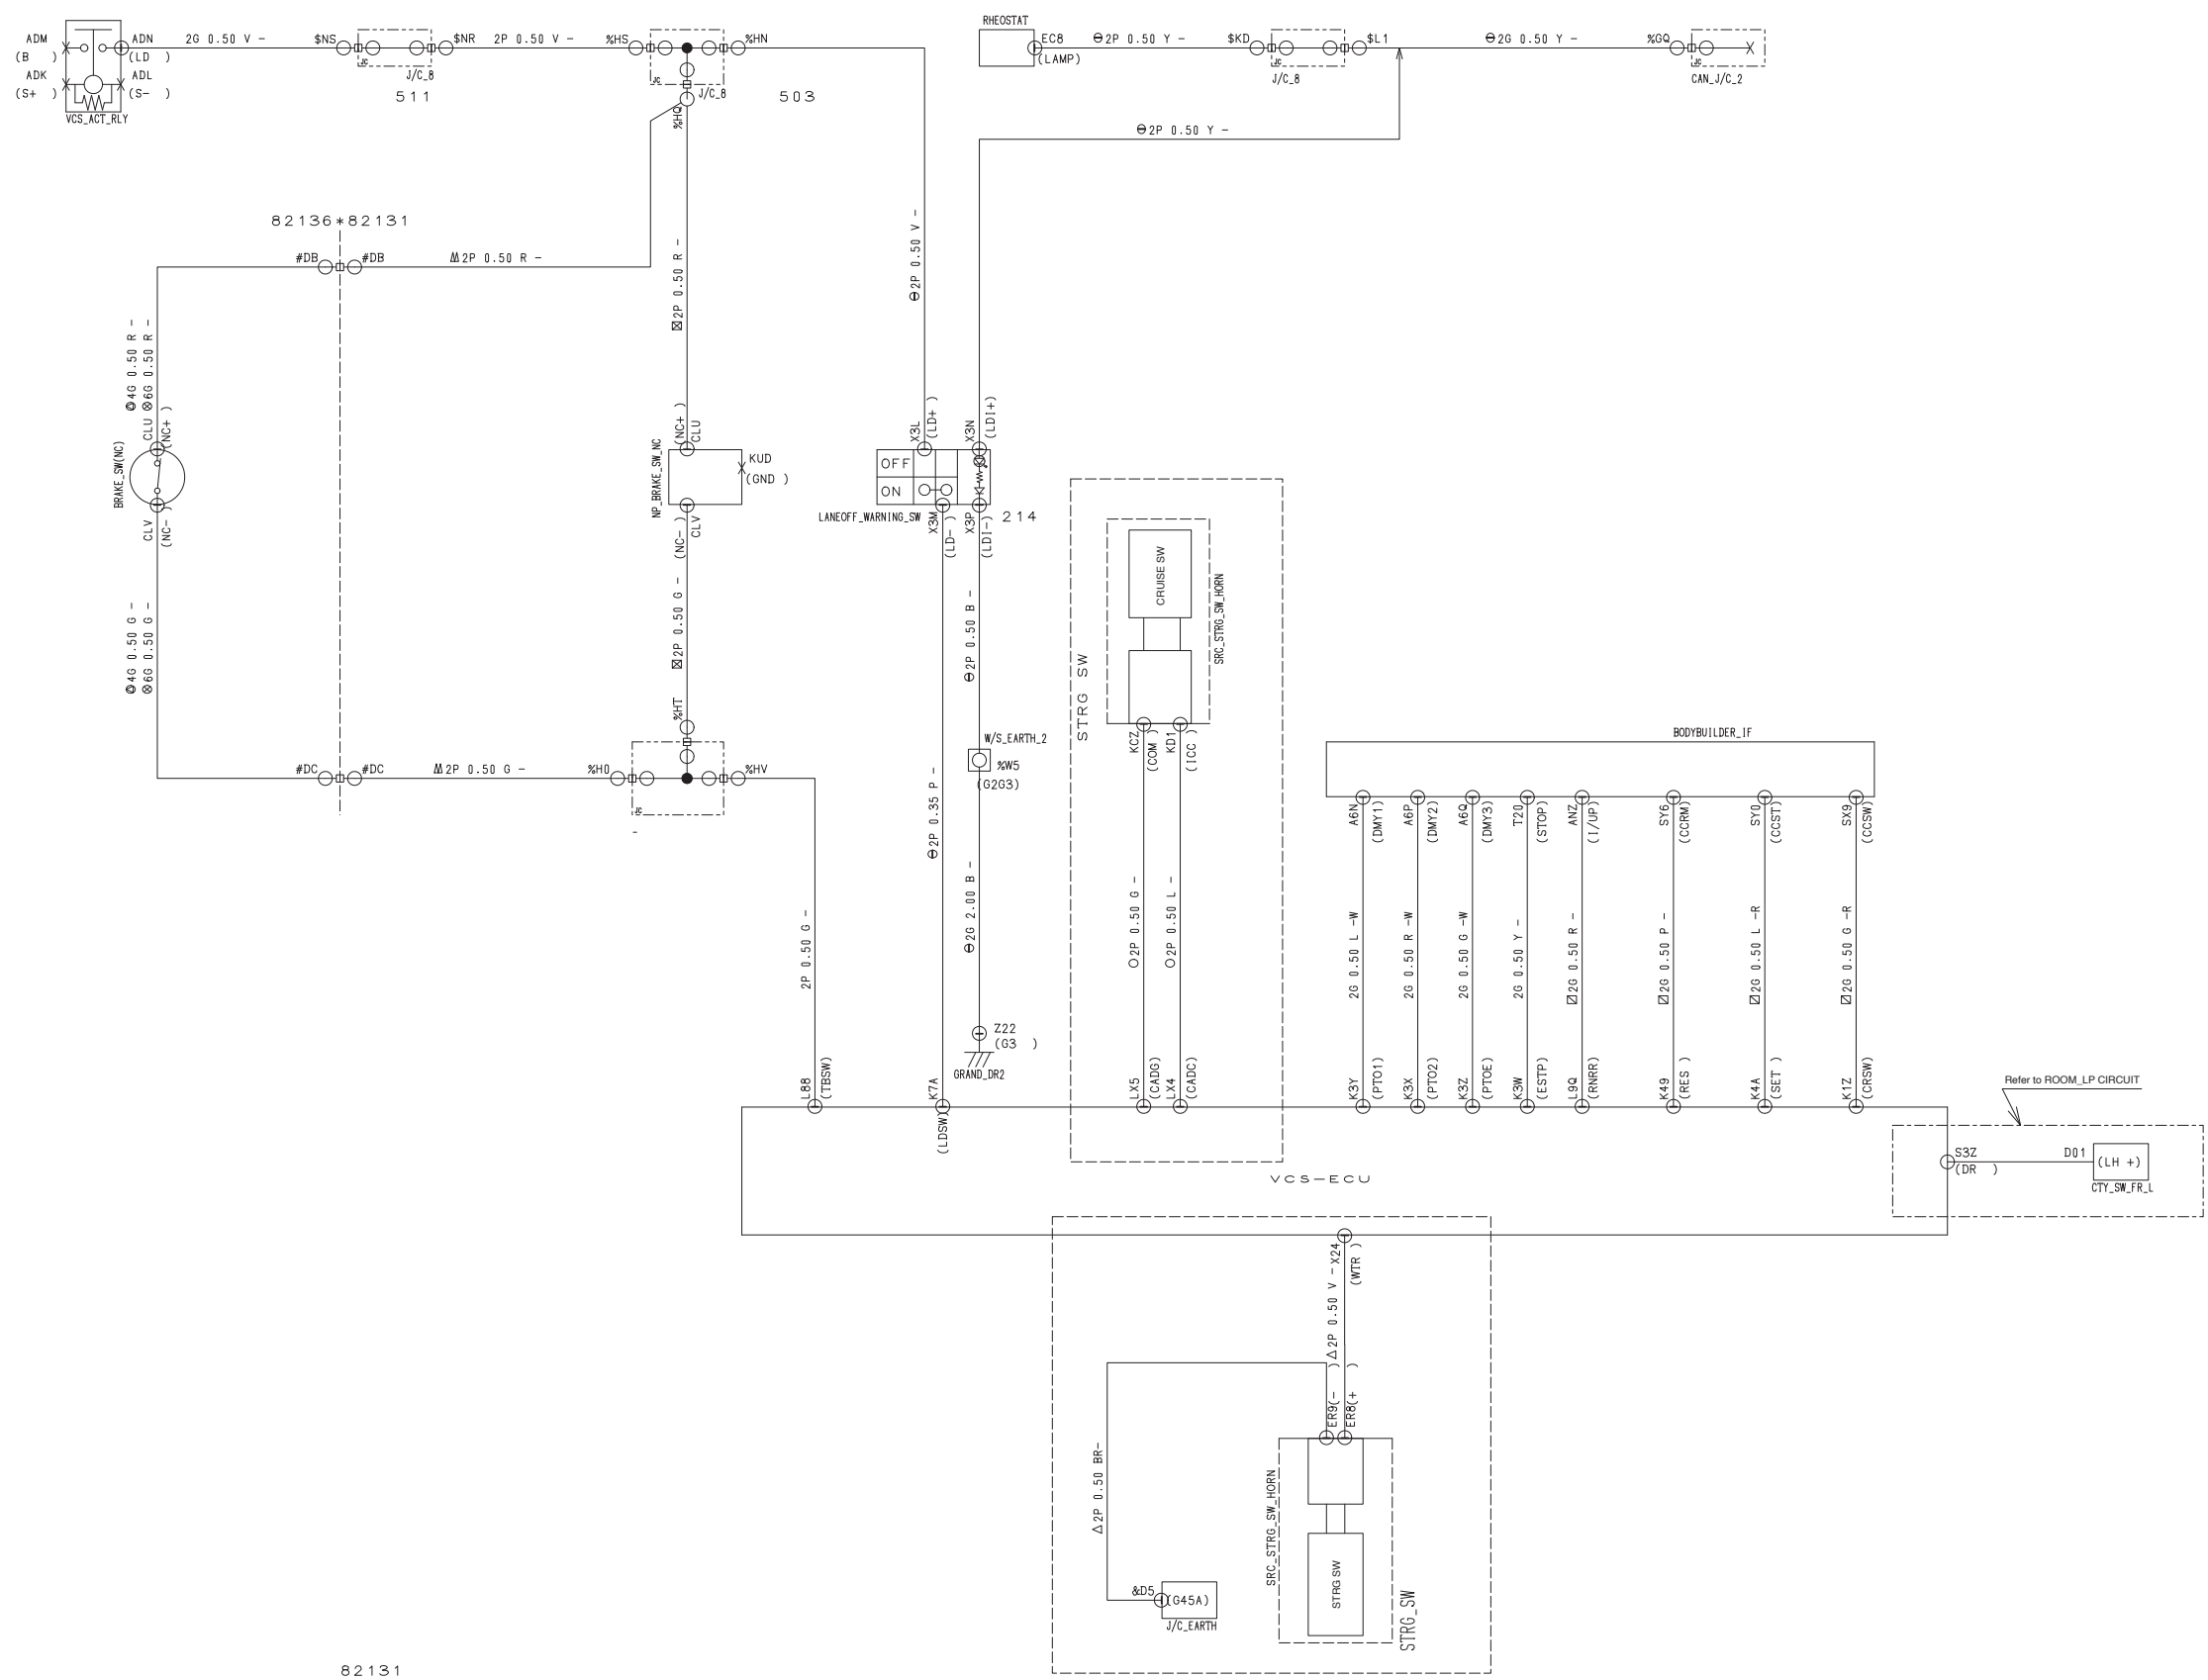 ADM
(B )
ADK
(S+ )
ADN
(LD )
ADL
(S- )
VCS_ACT_RLY
2G 0.50 V -
$NS
JC
J/C_8
$NR
511
2P 0.50 V -
%HS
JC
J/C_8
%HN
%HQ
503
RHEOSTAT
EC8
(LAMP)
⊖2P 0.50 Y -
$KD
JC
J/C_8
$L1
⊖2G 0.50 Y -
%GQ
JC
CAN_J/C_2
⊖2P 0.50 Y -
82136*82131
#DB
#DB
2P 0.50 R -
⊠2P 0.50 R -
⊖2P 0.50 V -
◎4G 0.50 R -
⊗6G 0.50 R -
CLU
(NC+ )
BRAKE_SW(NC)
CLV
(NC- )
◎4G 0.50 G -
⊗6G 0.50 G -
(NC+ )
CLU
NP_BRAKE_SW_NC
KUD
(GND )
(NC- )
CLV
⊠2P 0.50 G -
X3L
(LD+ )
X3N
(LDI+)
OFF
ON
LANEOFF_WARNING_SW
X3M
(LD- )
X3P
(LDI-)
214
⊖2P 0.50 B -
W/S_EARTH_2
%W5
(G2G3)
⊖2P 0.35 P -
⊖2G 2.00 B -
Z22
(G3 )
GRAND_DR2
#DC
#DC
2P 0.50 G -
%H0
%HT
%HV
JC
-
2P 0.50 G -
L88
(TBSW)
K7A
(LDSW)
STRG SW
CRUISE SW
SRC_STRG_SW_HORN
KCZ
(COM )
KD1
(ICC )
○2P 0.50 G -
○2P 0.50 L -
LX5
(CADG)
LX4
(CADC)
BODYBUILDER_IF
A6N
(DMY1)
A6P
(DMY2)
A6Q
(DMY3)
T20
(STOP)
ANZ
(I/UP)
SY6
(CCRM)
SY0
(CCST)
SX9
(CCSW)
2G 0.50 L -W
2G 0.50 R -W
2G 0.50 G -W
2G 0.50 Y -
⍁2G 0.50 R -
⍁2G 0.50 P -
⍁2G 0.50 L -R
⍁2G 0.50 G -R
K3Y
(PTO1)
K3X
(PTO2)
K3Z
(PTOE)
K3W
(ESTP)
L9Q
(RNRR)
K49
(RES )
K4A
(SET )
K1Z
(CRSW)
Refer to ROOM_LP CIRCUIT
S3Z
(DR )
D01
(LH +)
CTY_SW_FR_L
VCS-ECU
X24
(WTR )
△2P 0.50 V -
ER9(- )
ER8(+ )
△2P 0.50 BR-
SRC_STRG_SW_HORN
STRG SW
STRG_SW
&D5
(G45A)
J/C_EARTH
82131